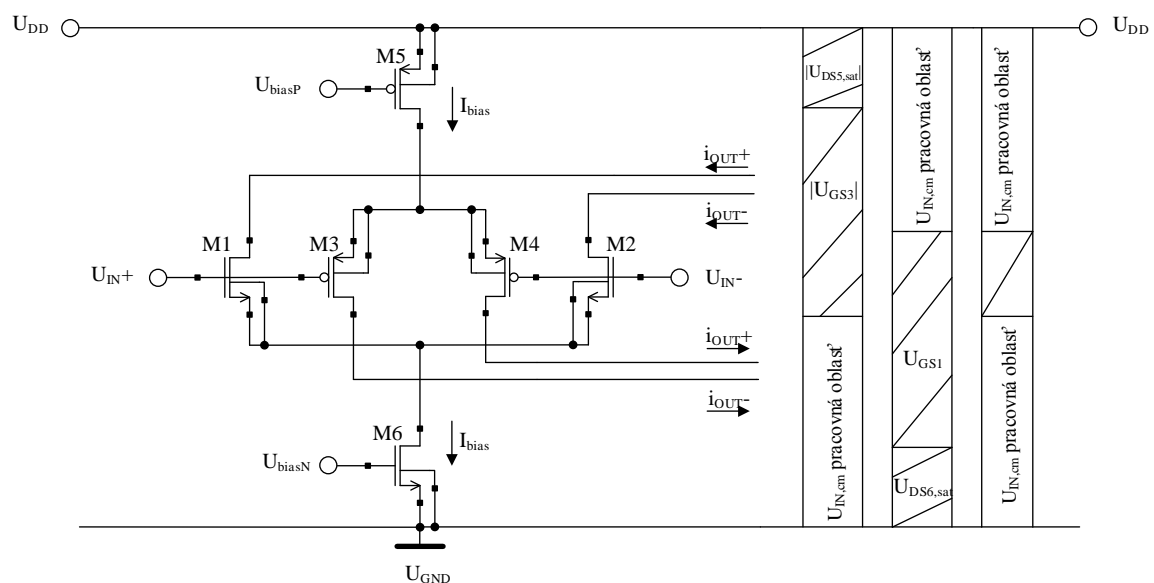 U_DD
U_DD
M5
|U_DS5,sat|
U_biasP
I_bias
U_IN,cm pracovná oblasť
U_IN,cm pracovná oblasť
i_OUT+
|U_GS3|
i_OUT-
M1
M3
M4
M2
U_IN+
U_IN-
i_OUT+
U_GS1
i_OUT-
U_IN,cm pracovná oblasť
U_IN,cm pracovná oblasť
M6
I_bias
U_biasN
U_DS6,sat
U_GND